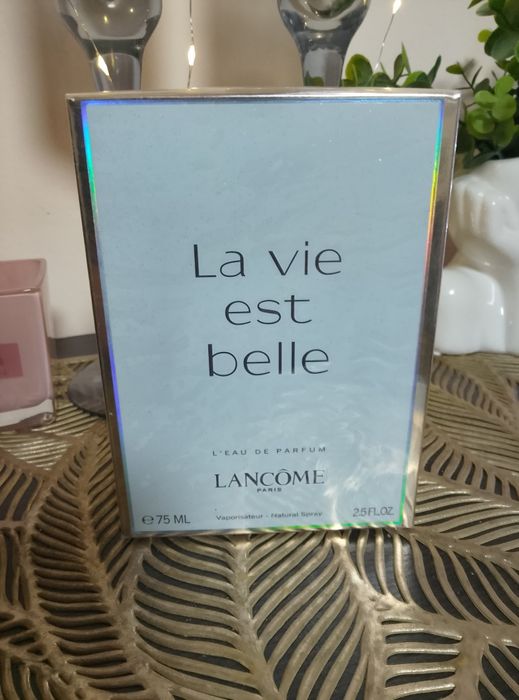 La vie
est
belle
L'EAU DE PARFUM
LANCÔME
PARIS
℮75 ML Vaporisateur - Natural Spray 2.5 FL.OZ.